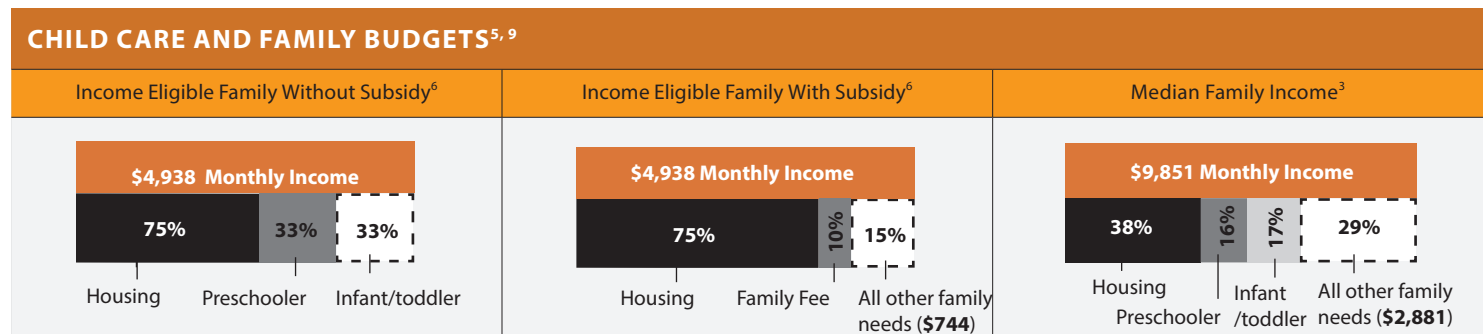 CHILD CARE AND FAMILY BUDGETS5, 9
Income Eligible Family Without Subsidy6
Income Eligible Family With Subsidy6
Median Family Income3
$4,938 Monthly Income
75%
33%
33%
Housing
Preschooler
Infant/toddler
$4,938 Monthly Income
75%
10%
15%
Housing
Family Fee
All other family
needs ($744)
$9,851 Monthly Income
38%
16%
17%
29%
Housing
Preschooler
Infant
/toddler
All other family
needs ($2,881)